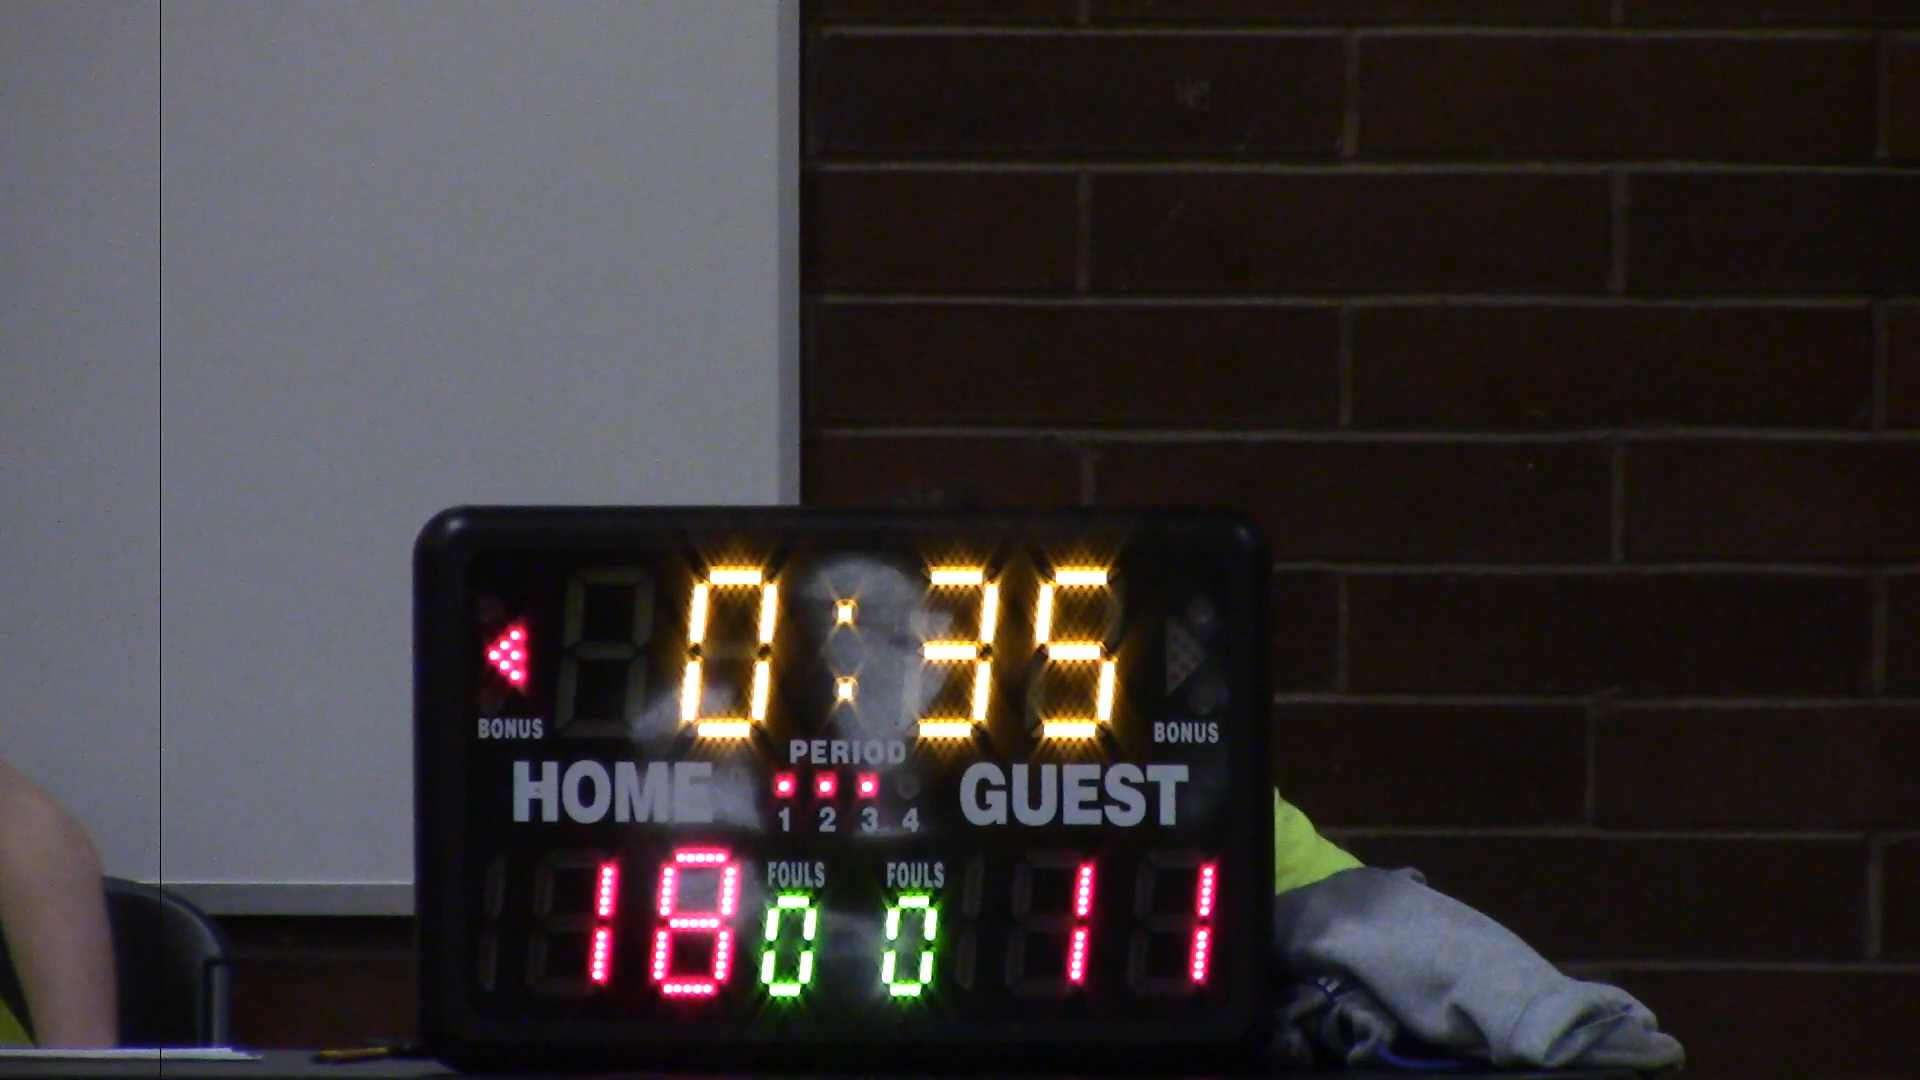 0:35
BONUS BONUS
PERIOD
HOME GUEST
1 2 3 4
FOULS FOULS
18 0 0 11